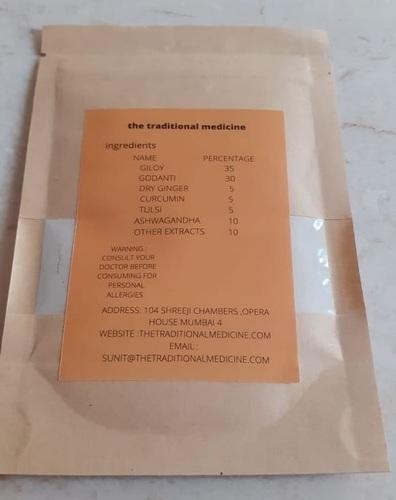 the traditional medicine
ingredients
NAME PERCENTAGE
GILOY 35
GODANTI 30
DRY GINGER 5
CURCUMIN 5
TULSI 5
ASHWAGANDHA 10
OTHER EXTRACTS 10
WARNING :
CONSULT YOUR
DOCTOR BEFORE
CONSUMING FOR
PERSONAL
ALLERGIES
ADDRESS: 104 SHREEJI CHAMBERS ,OPERA
HOUSE MUMBAI 4
WEBSITE :THETRADITIONALMEDICINE.COM
EMAIL :
SUNIT@THETRADITIONALMEDICINE.COM